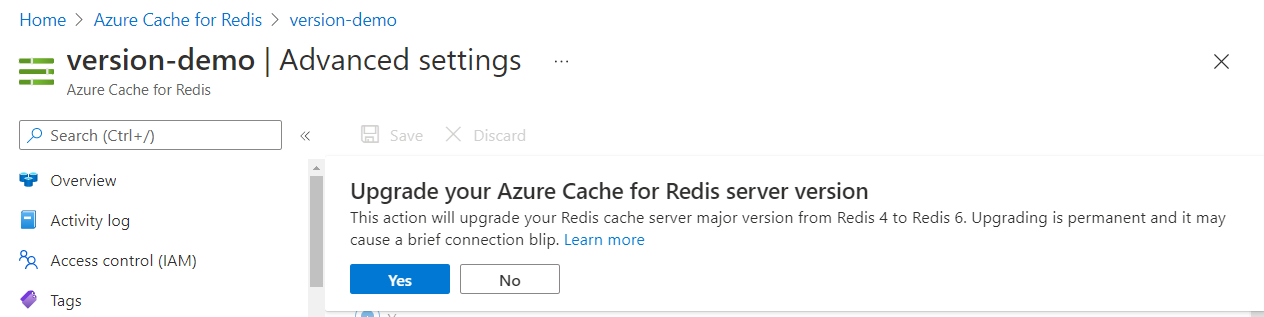 Home > Azure Cache for Redis > version-demo
version-demo | Advanced settings ...
Azure Cache for Redis
Search (Ctrl+/) « Save Discard
Overview
Activity log
Access control (IAM)
Tags
Upgrade your Azure Cache for Redis server version
This action will upgrade your Redis cache server major version from Redis 4 to Redis 6. Upgrading is permanent and it may
cause a brief connection blip. Learn more
Yes No